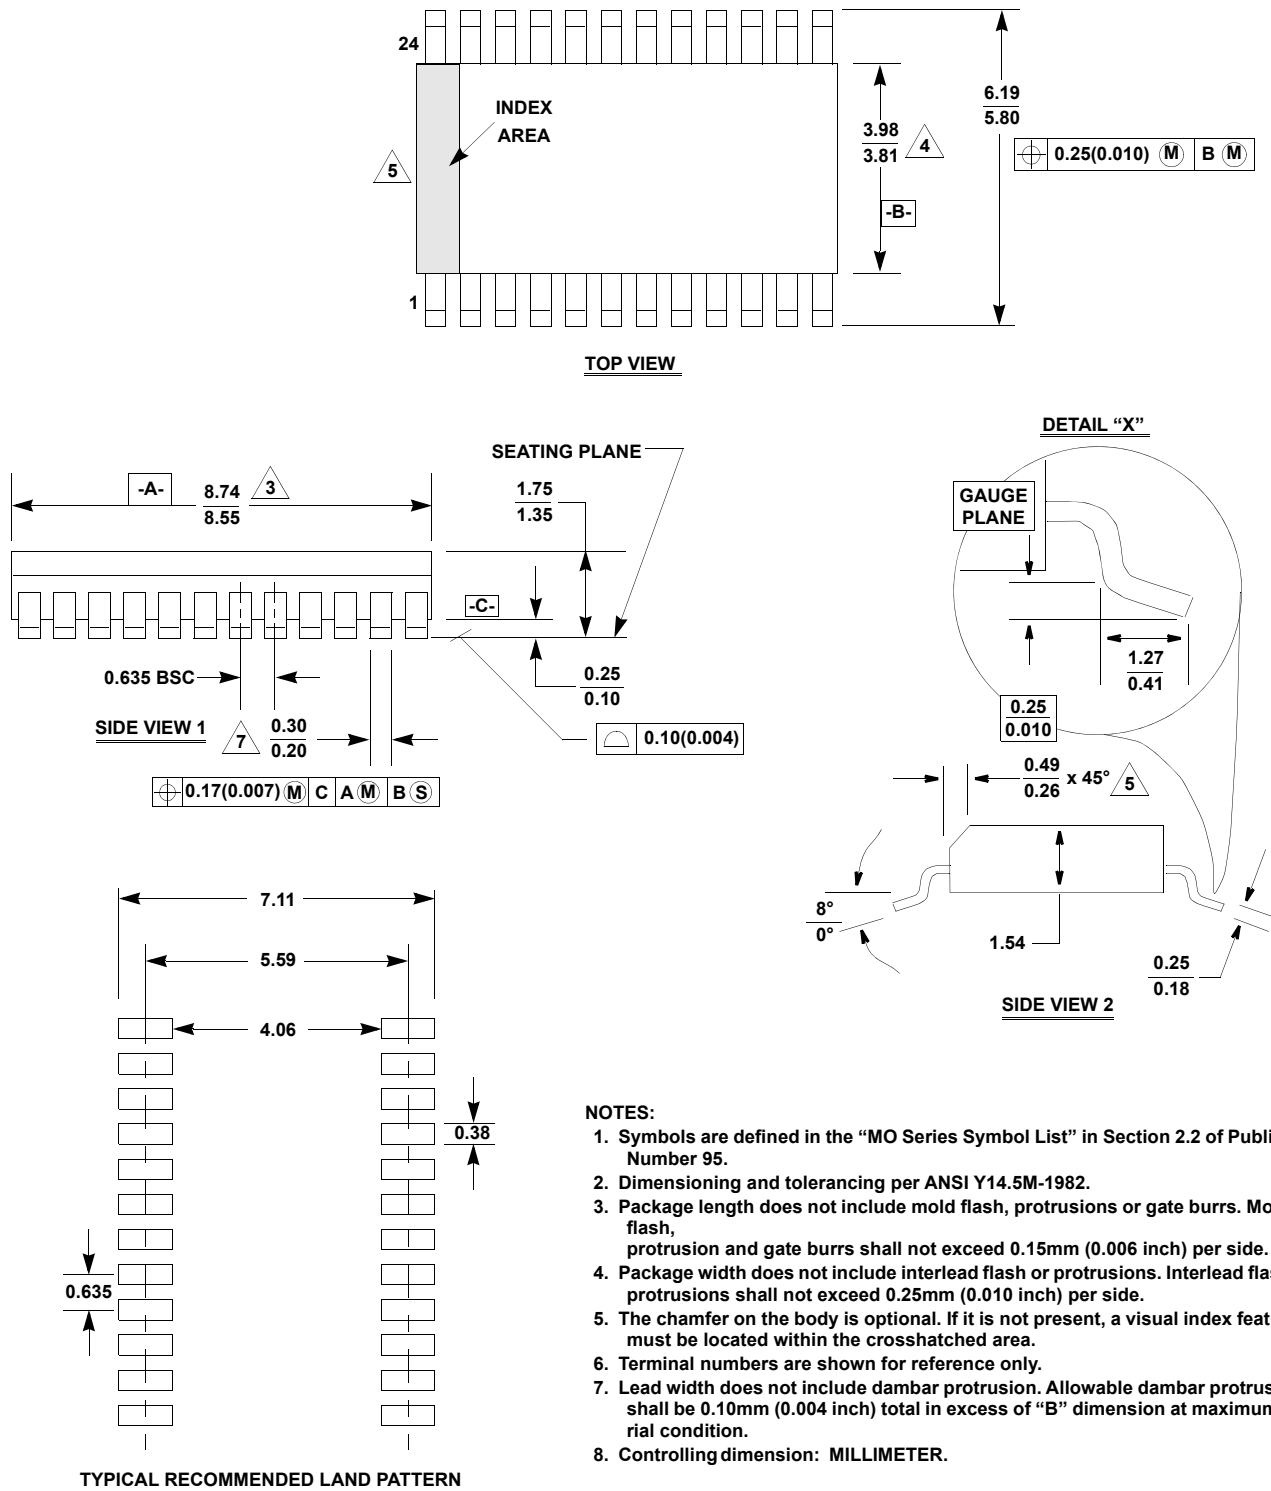 24
INDEX
AREA
5
1
3.98
3.81
4
-B-
6.19
5.80
0.25(0.010) M B M
TOP VIEW
-A-
8.74
8.55
3
SEATING PLANE
1.75
1.35
-C-
0.635 BSC
0.25
0.10
SIDE VIEW 1
7
0.30
0.20
0.10(0.004)
0.17(0.007) M C A M B S
DETAIL “X”
GAUGE
PLANE
1.27
0.41
0.25
0.010
0.49
0.26
x 45°
5
8°
0°
1.54
0.25
0.18
SIDE VIEW 2
7.11
5.59
4.06
0.38
0.635
TYPICAL RECOMMENDED LAND PATTERN
NOTES:
1. Symbols are defined in the “MO Series Symbol List” in Section 2.2 of
Number 95.
2. Dimensioning and tolerancing per ANSI Y14.5M-1982.
3. Package length does not include mold flash, protrusions or gate burrs.
flash,
protrusion and gate burrs shall not exceed 0.15mm (0.006 inch) per side.
4. Package width does not include interlead flash or protrusions. Interlead
protrusions shall not exceed 0.25mm (0.010 inch) per side.
5. The chamfer on the body is optional. If it is not present, a visual index
must be located within the crosshatched area.
6. Terminal numbers are shown for reference only.
7. Lead width does not include dambar protrusion. Allowable dambar
shall be 0.10mm (0.004 inch) total in excess of “B” dimension at
rial condition.
8. Controlling dimension: MILLIMETER.